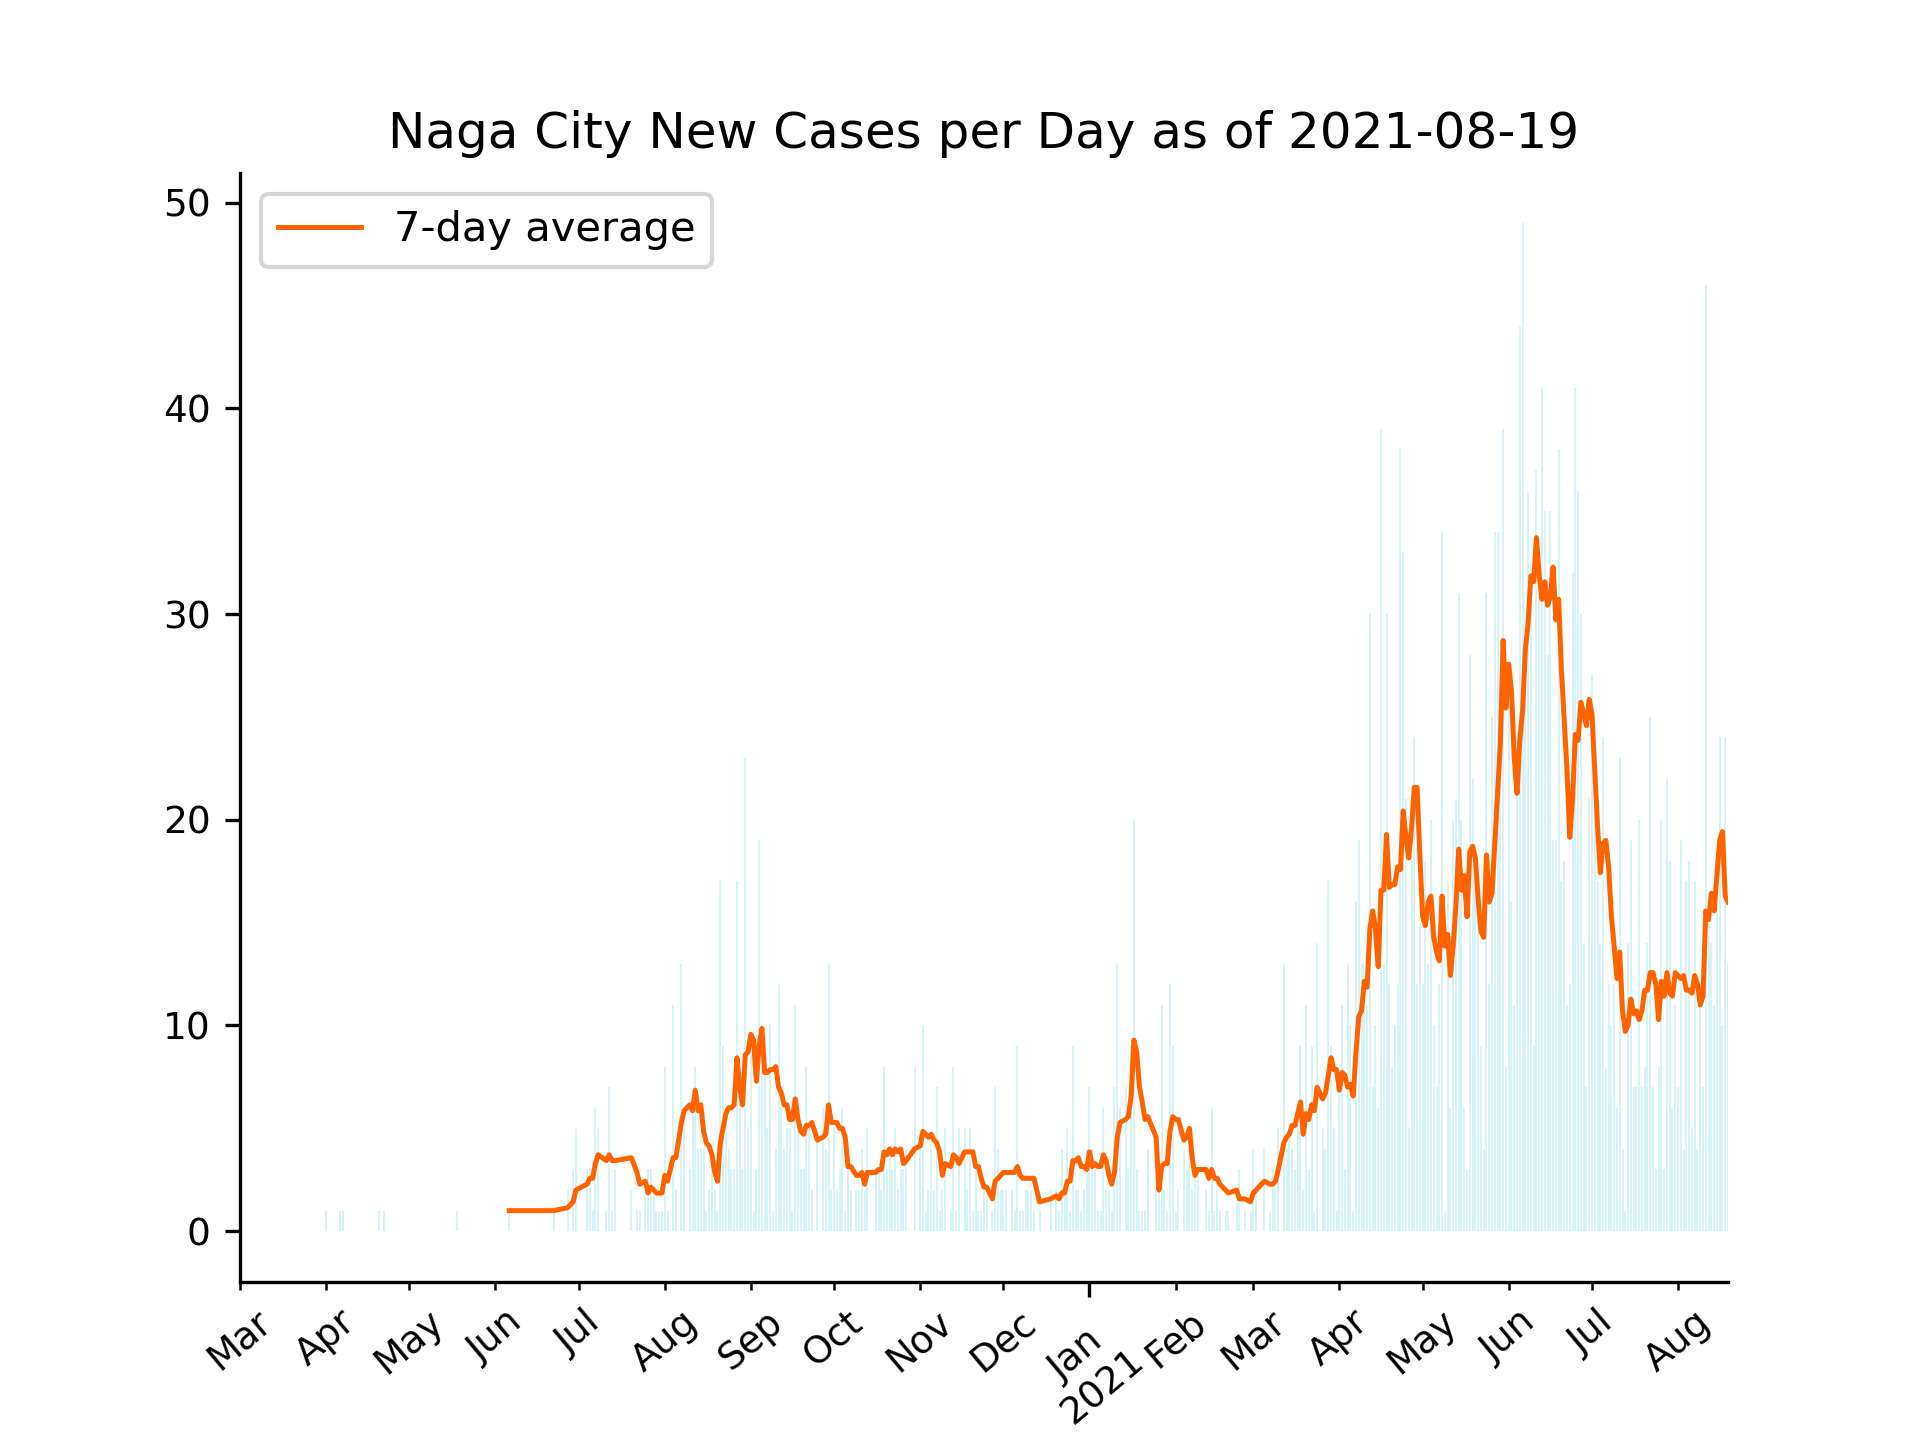 Naga City New Cases per Day as of 2021-08-19
7-day average
50
40
30
20
10
0
Mar
Apr
May
Jun
Jul
Aug
Sep
Oct
Nov
Dec
Jan
2021
Feb
Mar
Apr
May
Jun
Jul
Aug